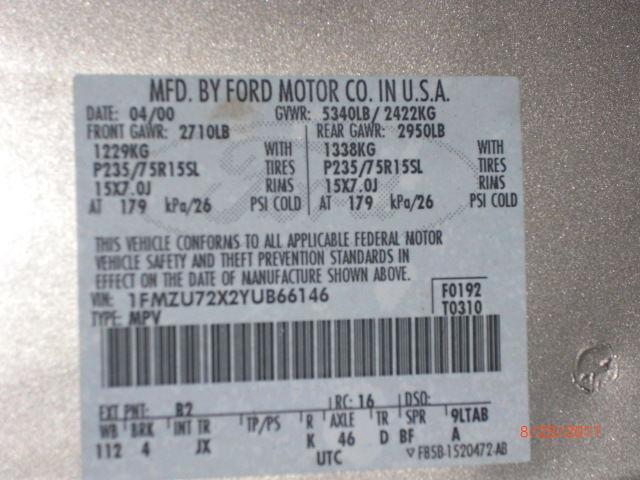 MFD. BY FORD MOTOR CO. IN U.S.A.
DATE: 04/00 GVWR: 5340LB/ 2422KG
FRONT GAWR: 2710LB REAR GAWR: 2950LB
1229KG WITH 1338KG WITH
P235/75R15SL TIRES P235/75R15SL TIRES
15X7.0J RIMS 15X7.0J RIMS
AT 179 kPa/26 PSI COLD AT 179 kPa/26 PSI COLD
THIS VEHICLE CONFORMS TO ALL APPLICABLE FEDERAL MOTOR
VEHICLE SAFETY AND THEFT PREVENTION STANDARDS IN
EFFECT ON THE DATE OF MANUFACTURE SHOWN ABOVE.
VIN: 1FMZU72X2YUB66146 F0192
TYPE: MPV T0310
EXT PNT: B2 RC: 16 DSO:
WB BRK INT TR TP/PS R AXLE TR SPR 9LTAB
112 4 JX K 46 D BF A
UTC F85B-1520472-AB
8/25/2011